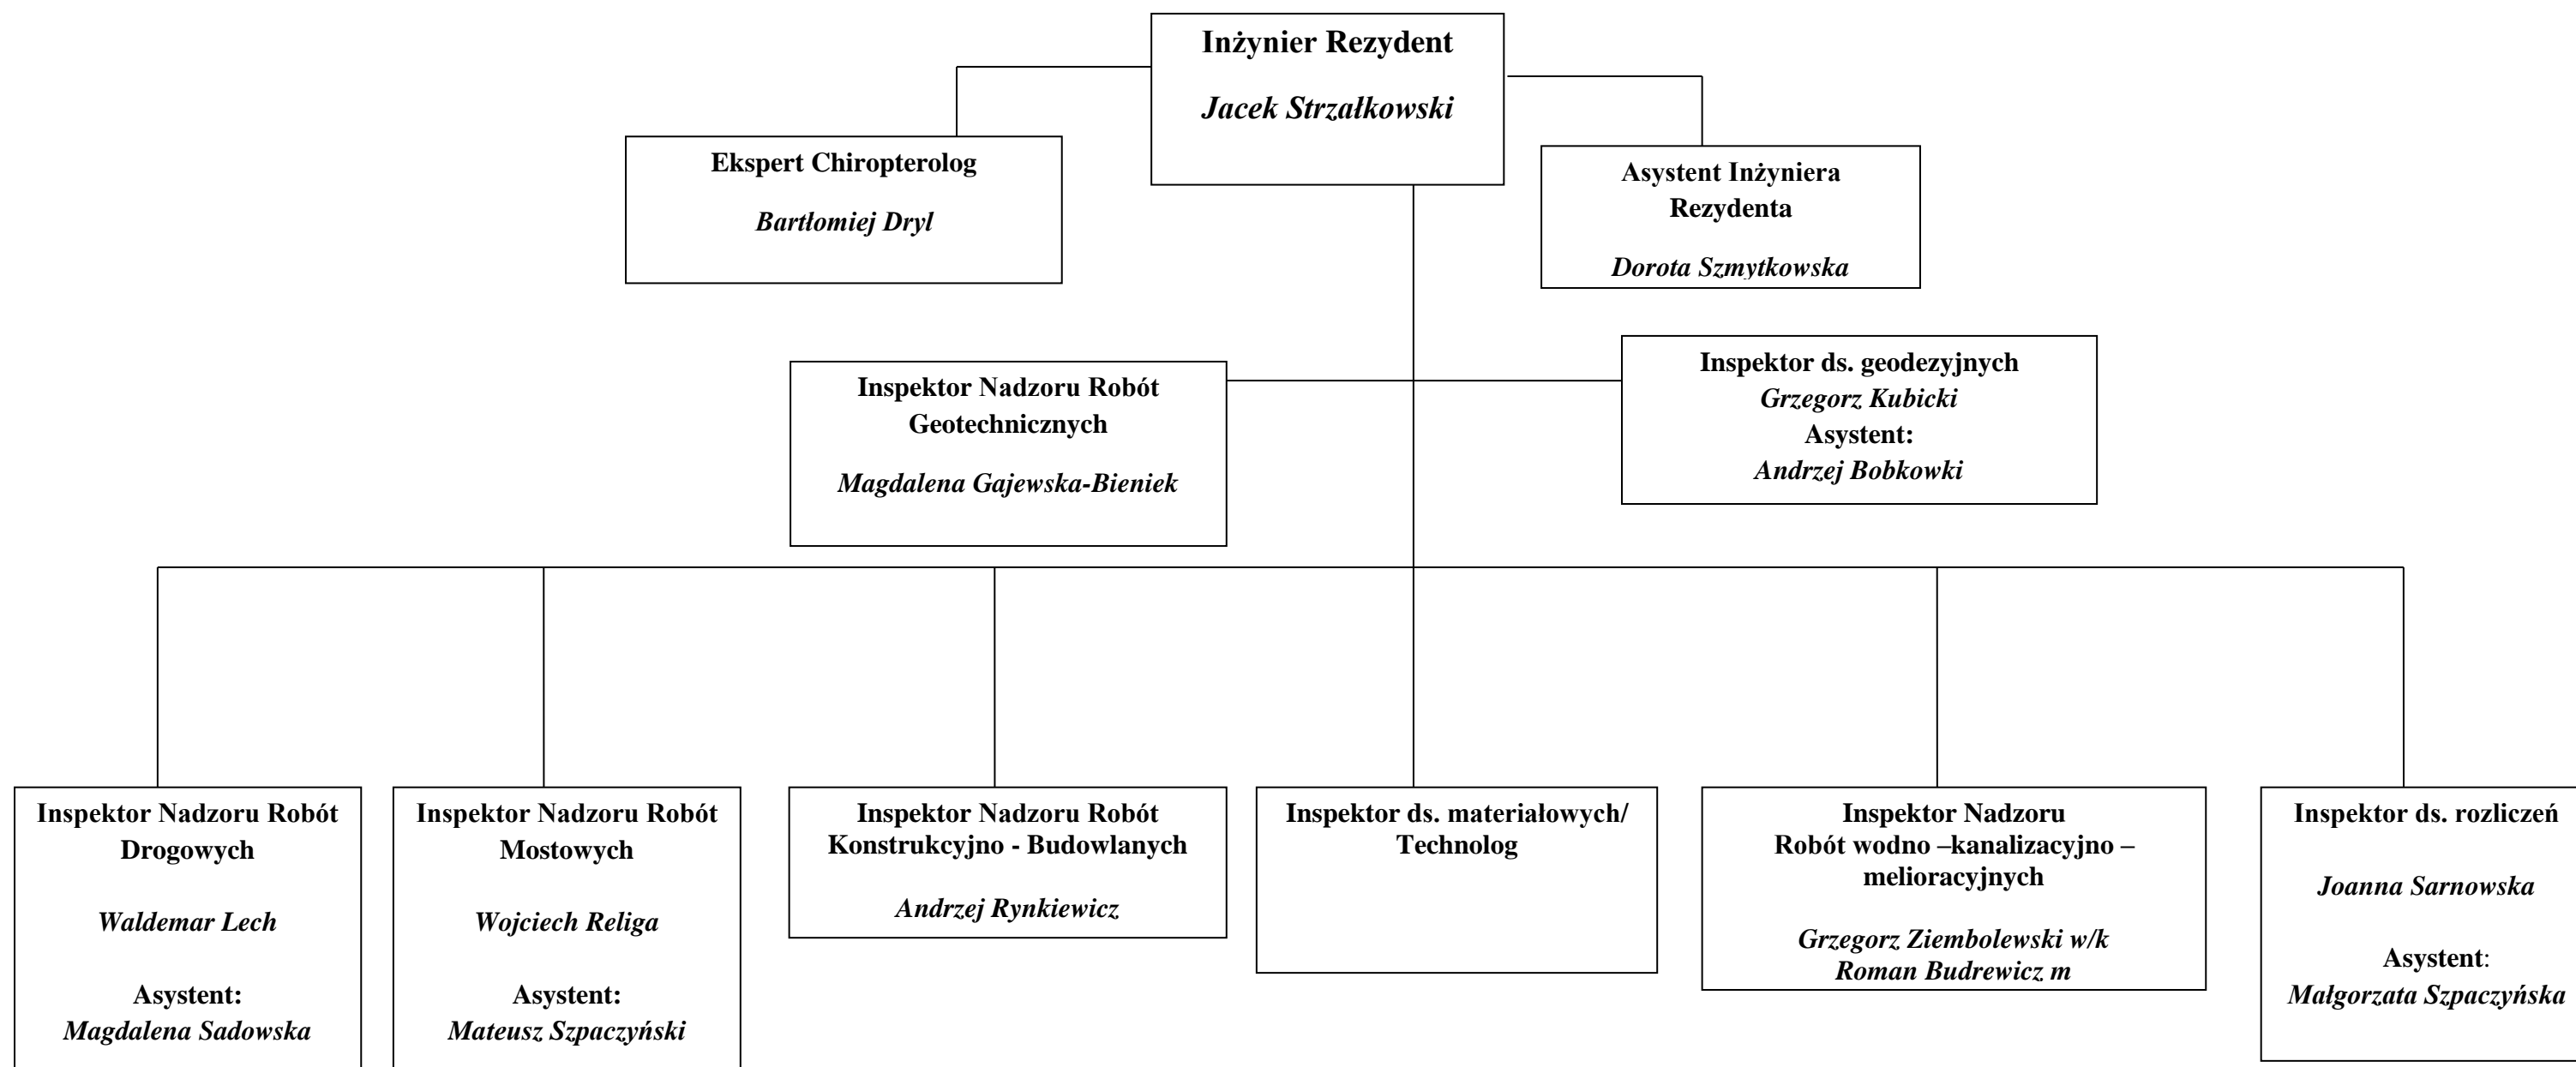 Inżynier Rezydent
Jacek Strzałkowski
Ekspert Chiropterolog
Bartłomiej Dryl
Asystent Inżyniera
Rezydenta
Dorota Szmytkowska
Inspektor Nadzoru Robót
Geotechnicznych
Magdalena Gajewska-Bieniek
Inspektor ds. geodezyjnych
Grzegorz Kubicki
Asystent:
Andrzej Bobkowki
Inspektor Nadzoru Robót
Drogowych
Waldemar Lech
Asystent:
Magdalena Sadowska
Inspektor Nadzoru Robót
Mostowych
Wojciech Religa
Asystent:
Mateusz Szpaczyński
Inspektor Nadzoru Robót
Konstrukcyjno - Budowlanych
Andrzej Rynkiewicz
Inspektor ds. materiałowych/
Technolog
Inspektor Nadzoru
Robót wodno –kanalizacyjno –
melioracyjnych
Grzegorz Ziembolewski w/k
Roman Budrewicz m
Inspektor ds. rozliczeń
Joanna Sarnowska
Asystent:
Małgorzata Szpaczyńska